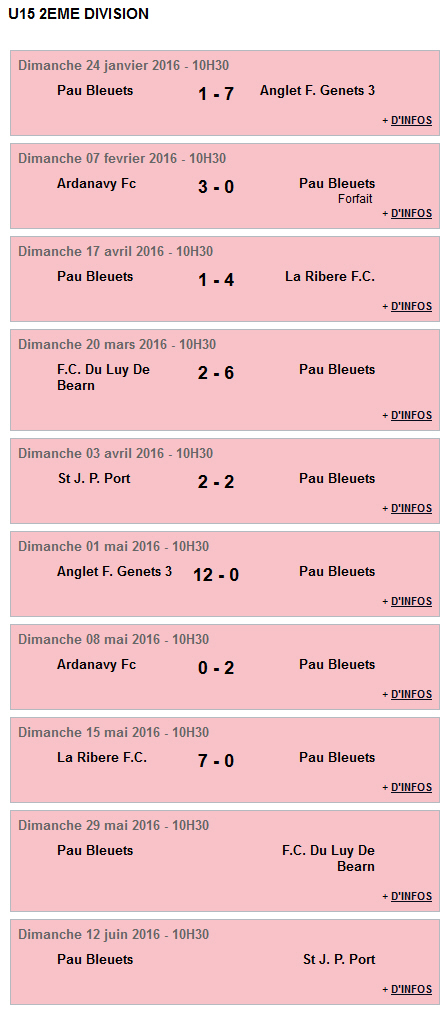 U15 2EME DIVISION
Dimanche 24 janvier 2016 - 10H30
Pau Bleuets 1 - 7 Anglet F. Genets 3
+ D'INFOS
Dimanche 07 fevrier 2016 - 10H30
Ardanavy Fc 3 - 0 Pau Bleuets
Forfait
+ D'INFOS
Dimanche 17 avril 2016 - 10H30
Pau Bleuets 1 - 4 La Ribere F.C.
+ D'INFOS
Dimanche 20 mars 2016 - 10H30
F.C. Du Luy De 2 - 6 Pau Bleuets
Bearn
+ D'INFOS
Dimanche 03 avril 2016 - 10H30
St J. P. Port 2 - 2 Pau Bleuets
+ D'INFOS
Dimanche 01 mai 2016 - 10H30
Anglet F. Genets 3 12 - 0 Pau Bleuets
+ D'INFOS
Dimanche 08 mai 2016 - 10H30
Ardanavy Fc 0 - 2 Pau Bleuets
+ D'INFOS
Dimanche 15 mai 2016 - 10H30
La Ribere F.C. 7 - 0 Pau Bleuets
+ D'INFOS
Dimanche 29 mai 2016 - 10H30
Pau Bleuets F.C. Du Luy De
Bearn
+ D'INFOS
Dimanche 12 juin 2016 - 10H30
Pau Bleuets St J. P. Port
+ D'INFOS